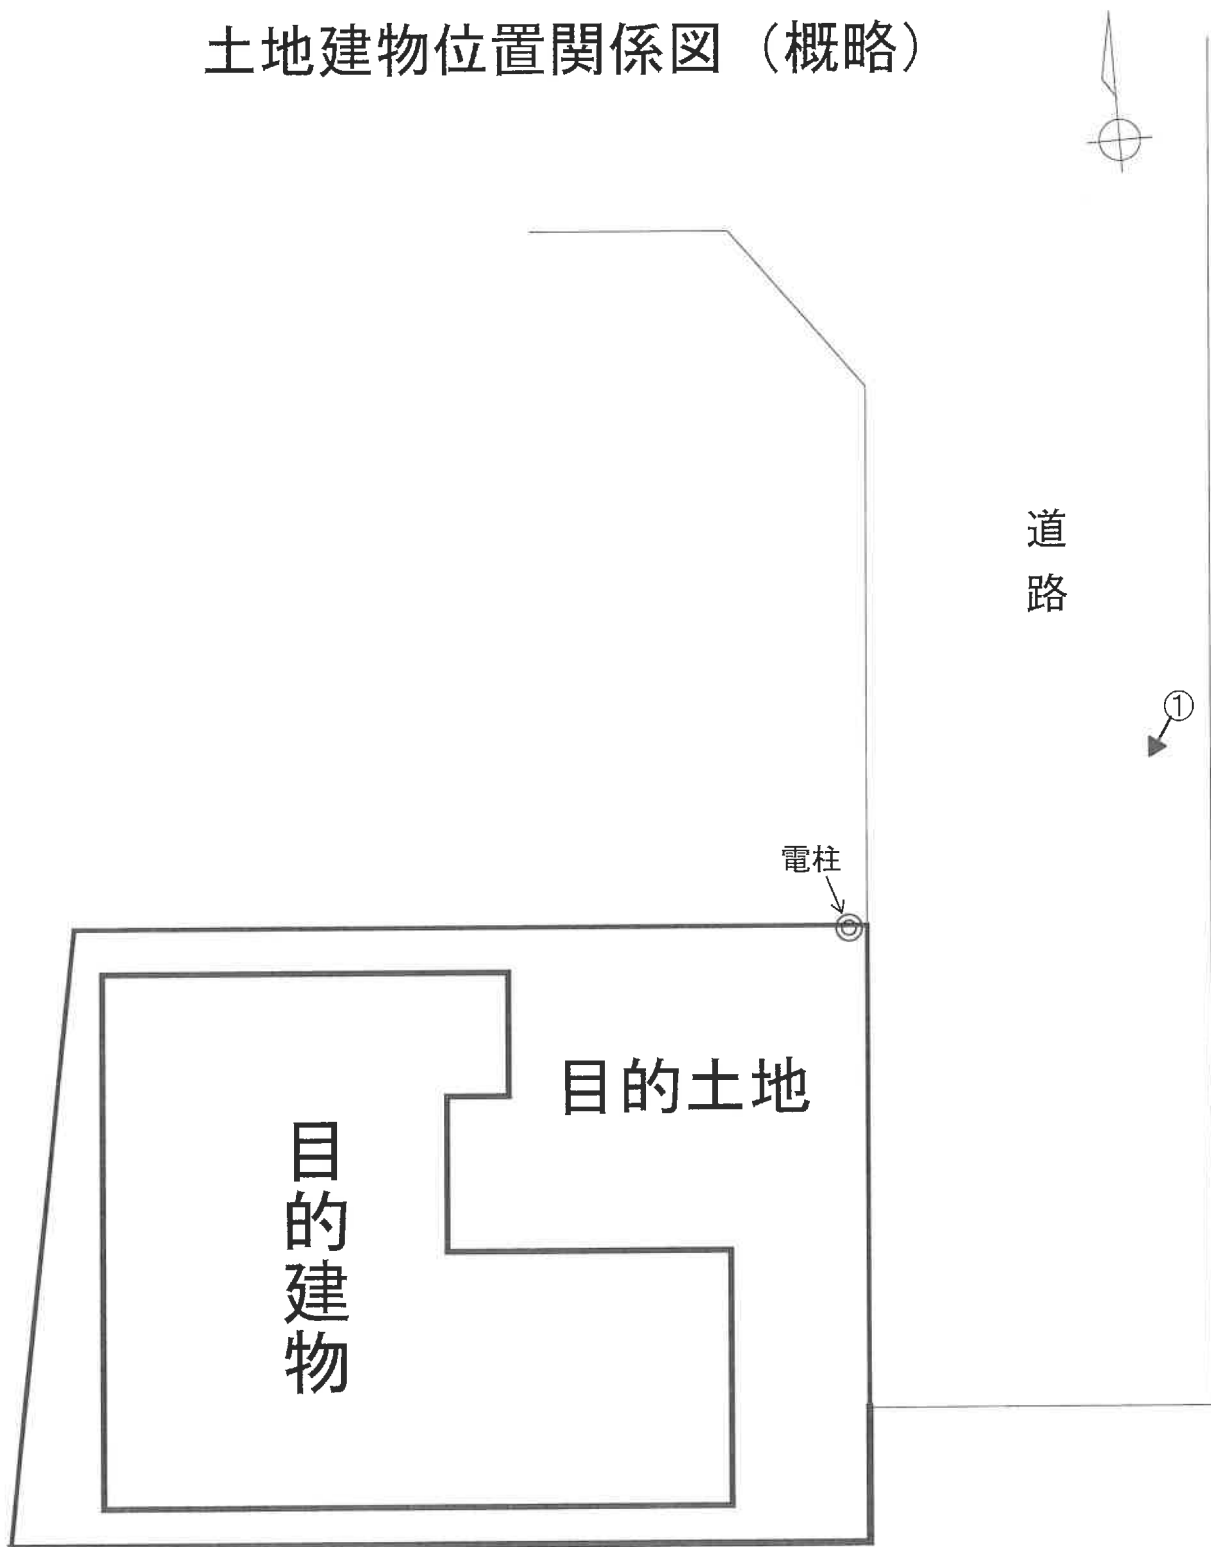 土地建物位置関係図（概略）
道路
①
電柱
目的土地
目的建物